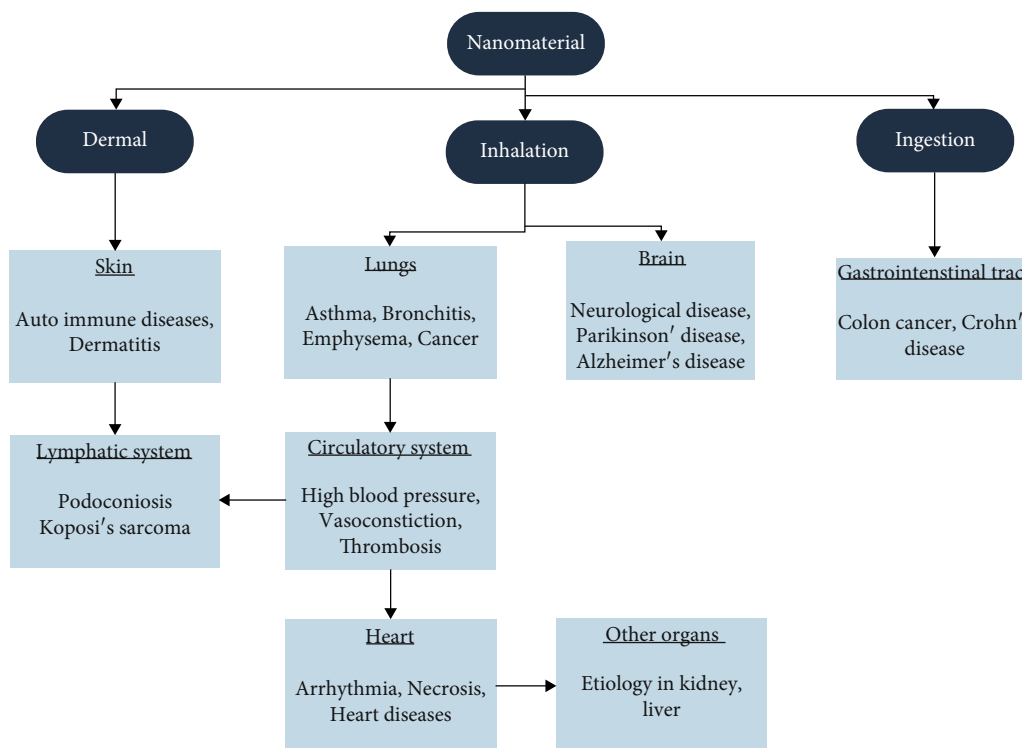 Nanomaterial
Dermal
Inhalation
Ingestion
Skin
Auto immune diseases,
Dermatitis
Lungs
Asthma, Bronchitis,
Emphysema, Cancer
Brain
Neurological disease,
Parikinson' disease,
Alzheimer's disease
Gastrointenstinal trac
Colon cancer, Crohn'
disease
Lymphatic system
Podoconiosis
Koposi's sarcoma
Circulatory system
High blood pressure,
Vasoconstiction,
Thrombosis
Heart
Arrhythmia, Necrosis,
Heart diseases
Other organs
Etiology in kidney,
liver